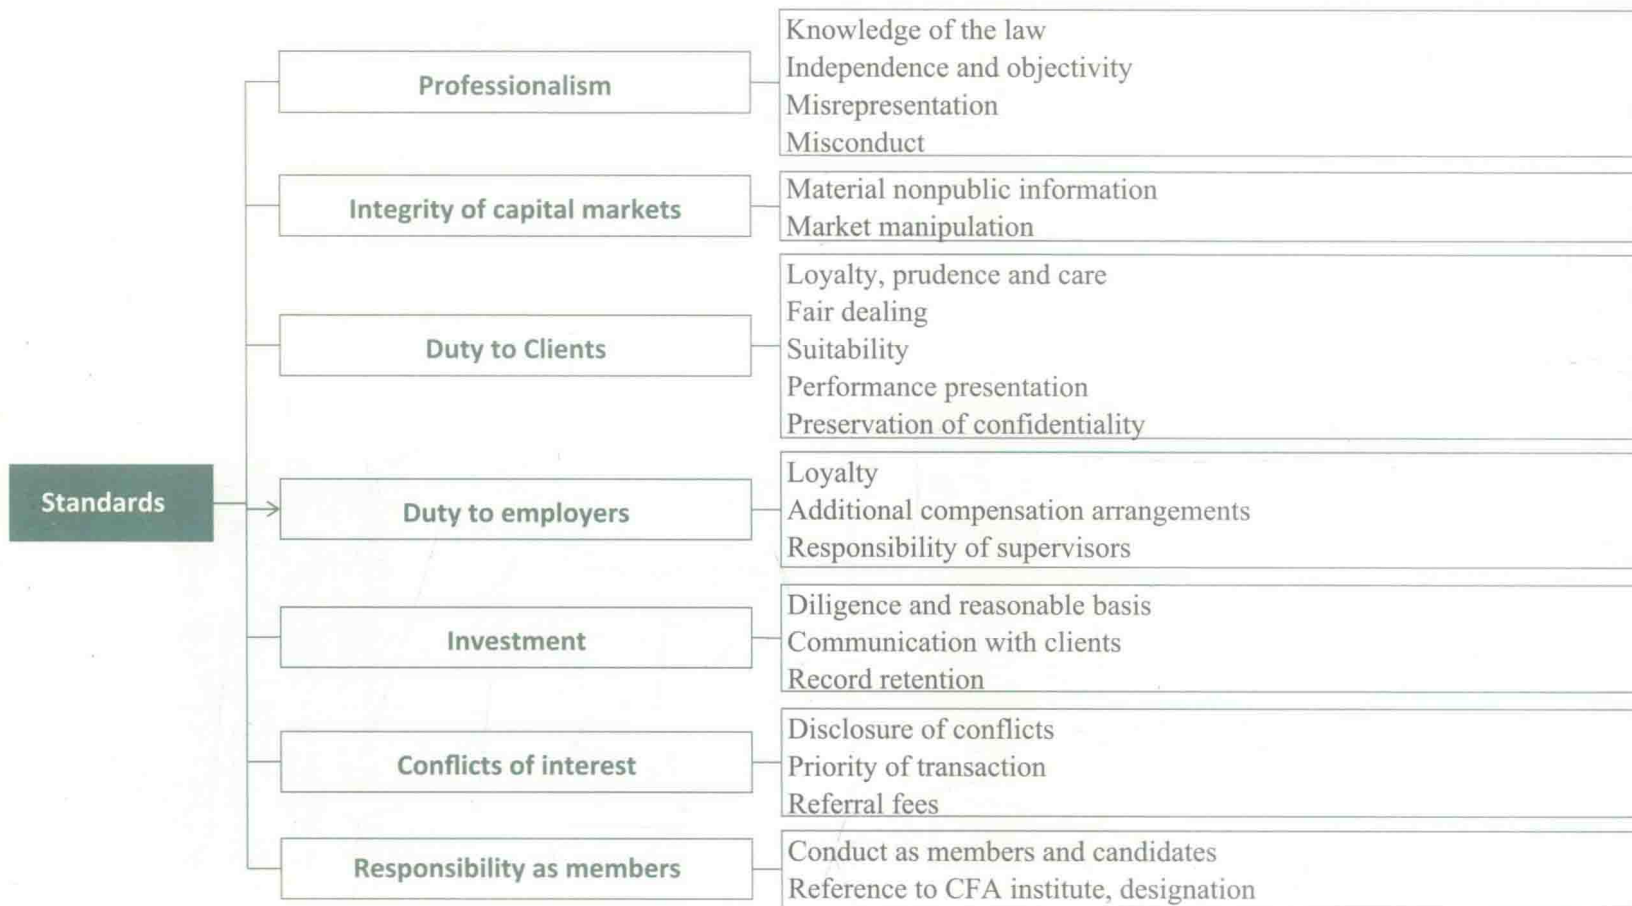 Standards
Professionalism
Knowledge of the law
Independence and objectivity
Misrepresentation
Misconduct
Integrity of capital markets
Material nonpublic information
Market manipulation
Duty to Clients
Loyalty, prudence and care
Fair dealing
Suitability
Performance presentation
Preservation of confidentiality
Duty to employers
Loyalty
Additional compensation arrangements
Responsibility of supervisors
Investment
Diligence and reasonable basis
Communication with clients
Record retention
Conflicts of interest
Disclosure of conflicts
Priority of transaction
Referral fees
Responsibility as members
Conduct as members and candidates
Reference to CFA institute, designation